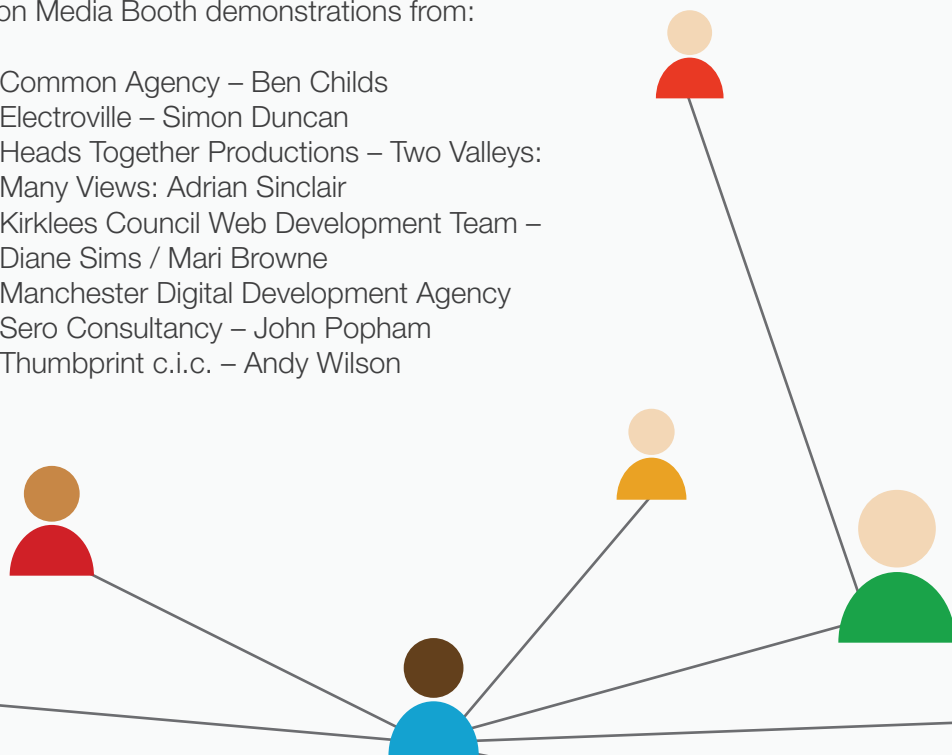 on Media Booth demonstrations from:
Common Agency – Ben Childs
Electroville – Simon Duncan
Heads Together Productions – Two Valleys:
Many Views: Adrian Sinclair
Kirklees Council Web Development Team –
Diane Sims / Mari Browne
Manchester Digital Development Agency
Sero Consultancy – John Popham
Thumbprint c.i.c. – Andy Wilson